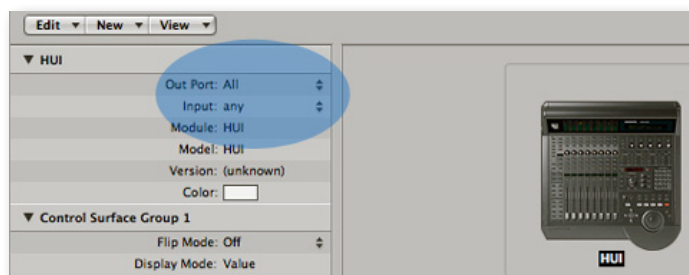 Edit New View
HUI
Out Port: All
Input: any
Module: HUI
Model: HUI
Version: (unknown)
Color:
Control Surface Group 1
Flip Mode: Off
Display Mode: Value
HUI